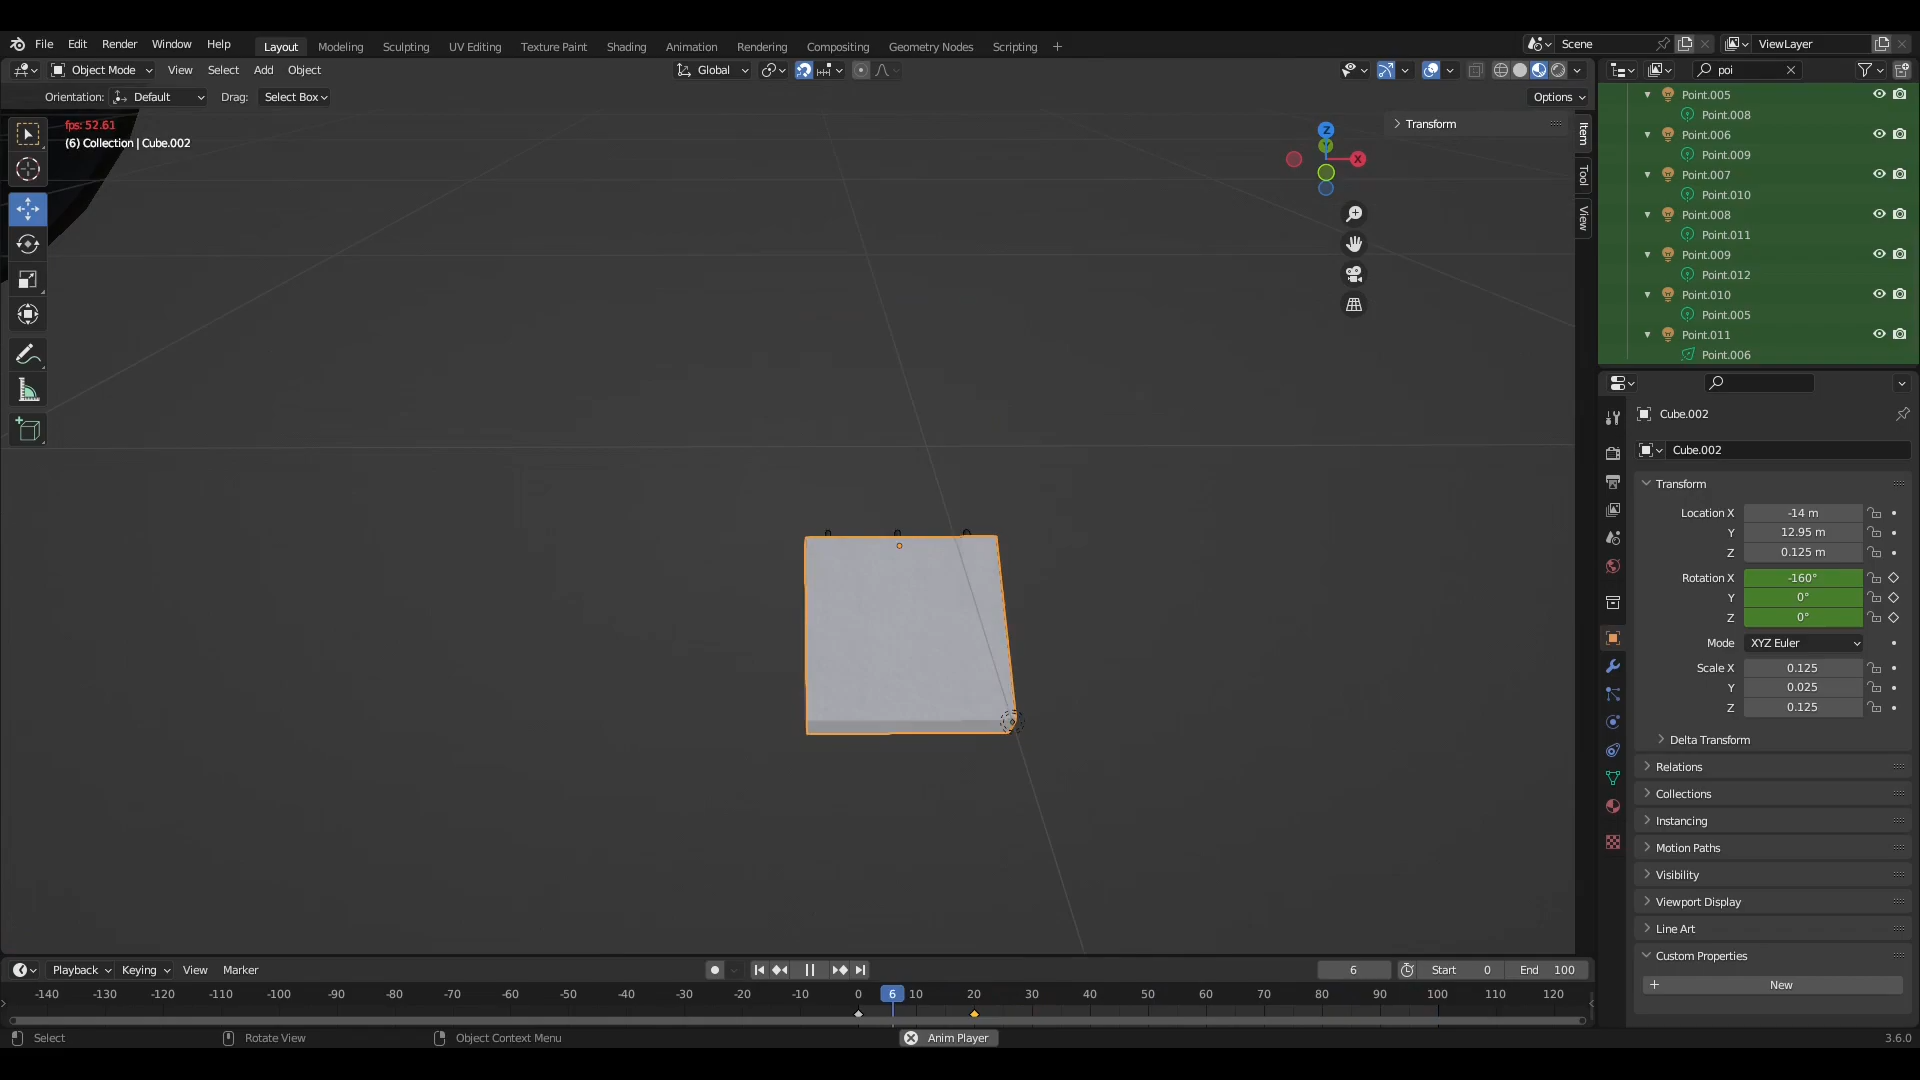 File Edit Render Window Help Layout Modeling Sculpting UV Editing Texture Paint Shading Animation Rendering Compositing Geometry Nodes Scripting + Scene ViewLayer
Object Mode View Select Add Object Global poi
Orientation: Default Drag: Select Box Options
fps: 52.61
(6) Collection | Cube.002
Transform
Z
Y
X
Item
Tool
View
Point.005
Point.008
Point.006
Point.009
Point.007
Point.010
Point.008
Point.011
Point.009
Point.012
Point.010
Point.005
Point.011
Point.006
Cube.002
Cube.002
Transform
Location X -14 m
Y 12.95 m
Z 0.125 m
Rotation X -160°
Y 0°
Z 0°
Mode XYZ Euler
Scale X 0.125
Y 0.025
Z 0.125
Delta Transform
Relations
Collections
Instancing
Motion Paths
Visibility
Viewport Display
Line Art
Custom Properties
+ New
Playback Keying View Marker 6 Start 0 End 100
-140 -130 -120 -110 -100 -90 -80 -70 -60 -50 -40 -30 -20 -10 0 6 10 20 30 40 50 60 70 80 90 100 110 120
Select Rotate View Object Context Menu Anim Player 3.6.0